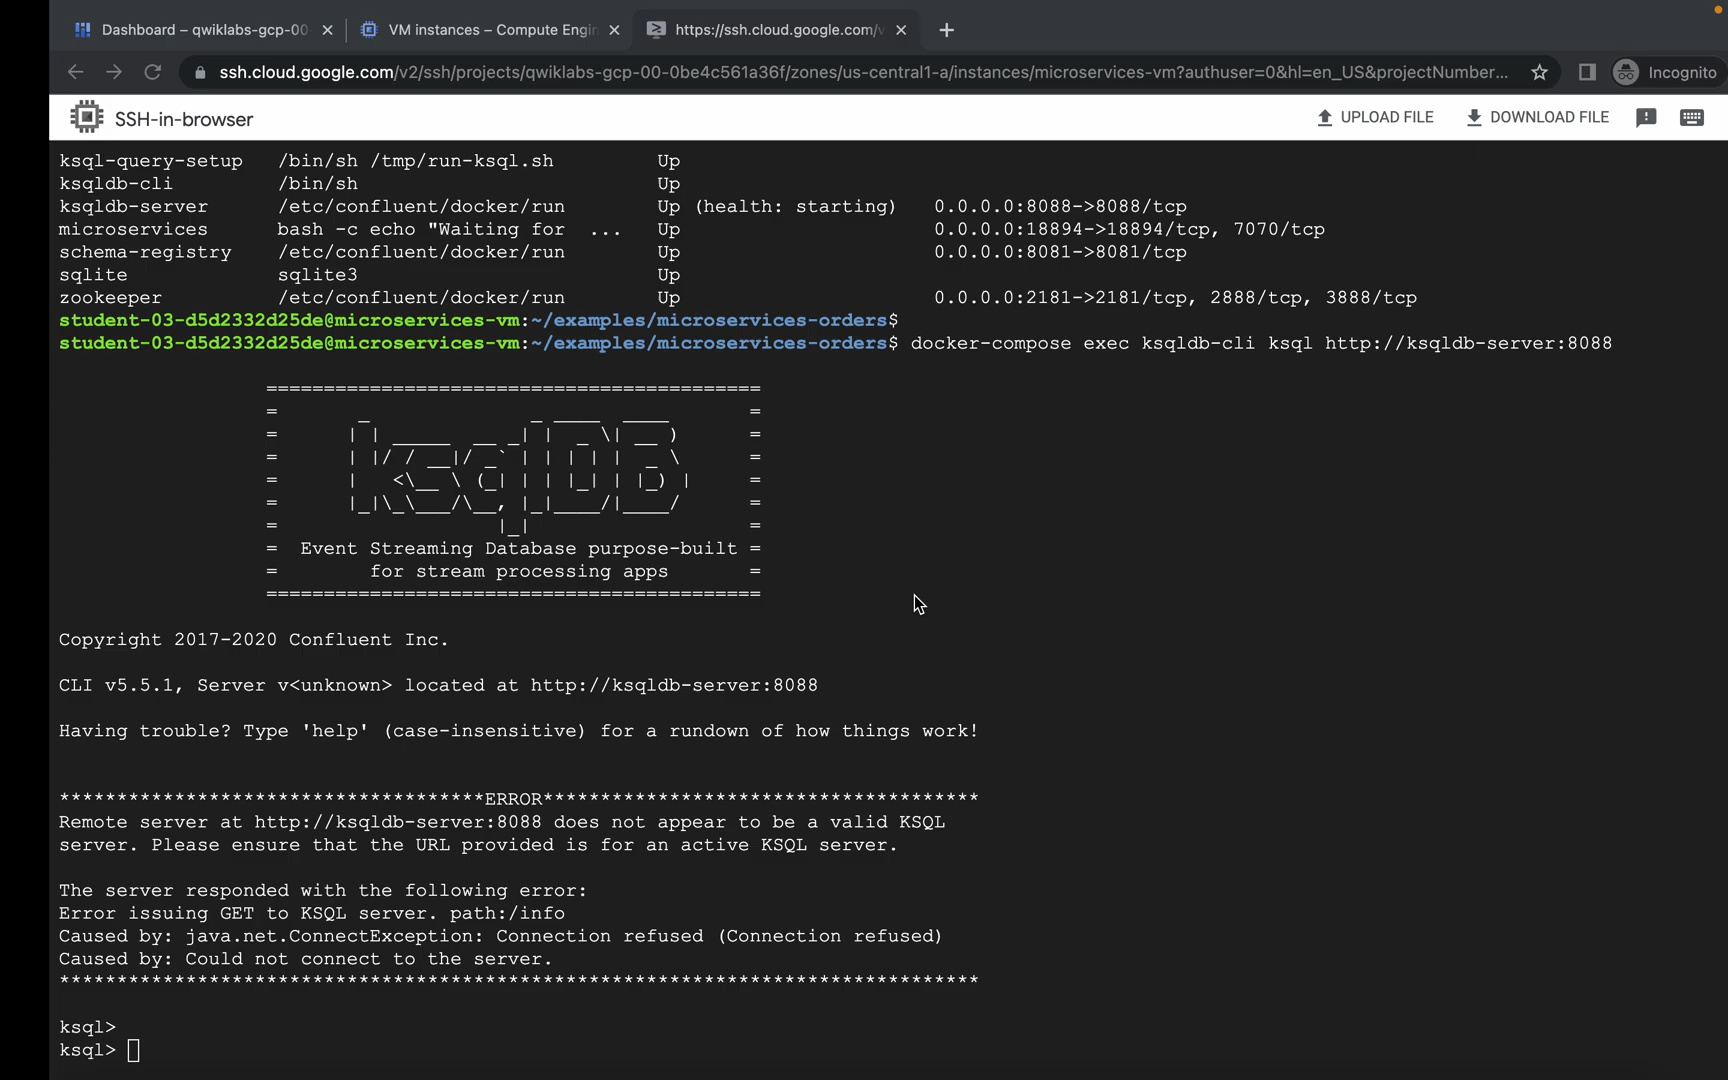 Dashboard – qwiklabs-gcp-00
VM instances – Compute Engin
https://ssh.cloud.google.com/v
ssh.cloud.google.com/v2/ssh/projects/qwiklabs-gcp-00-0be4c561a36f/zones/us-central1-a/instances/microservices-vm?authuser=0&hl=en_US&projectNumber...
Incognito
SSH-in-browser
UPLOAD FILE
DOWNLOAD FILE
ksql-query-setup /bin/sh /tmp/run-ksql.sh Up
ksqldb-cli /bin/sh Up
ksqldb-server /etc/confluent/docker/run Up (health: starting) 0.0.0.0:8088->8088/tcp
microservices bash -c echo "Waiting for ... Up 0.0.0.0:18894->18894/tcp, 7070/tcp
schema-registry /etc/confluent/docker/run Up 0.0.0.0:8081->8081/tcp
sqlite sqlite3 Up
zookeeper /etc/confluent/docker/run Up 0.0.0.0:2181->2181/tcp, 2888/tcp, 3888/tcp
student-03-d5d2332d25de@microservices-vm:~/examples/microservices-orders$
student-03-d5d2332d25de@microservices-vm:~/examples/microservices-orders$ docker-compose exec ksqldb-cli ksql http://ksqldb-server:8088
===========================================
=       _              _ ____  ____       =
=      | | _____  __ _| |  _ \| __ )      =
=      | |/ / __|/ _` | | | | |  _ \      =
=      |   <\__ \ (_| | | |_| | |_) |     =
=      |_|\_\___/\__, |_|____/|____/      =
=                   |_|                   =
=  Event Streaming Database purpose-built =
=        for stream processing apps       =
===========================================
Copyright 2017-2020 Confluent Inc.
CLI v5.5.1, Server v<unknown> located at http://ksqldb-server:8088
Having trouble? Type 'help' (case-insensitive) for a rundown of how things work!
*************************************ERROR**************************************
Remote server at http://ksqldb-server:8088 does not appear to be a valid KSQL
server. Please ensure that the URL provided is for an active KSQL server.
The server responded with the following error:
Error issuing GET to KSQL server. path:/info
Caused by: java.net.ConnectException: Connection refused (Connection refused)
Caused by: Could not connect to the server.
********************************************************************************
ksql>
ksql>